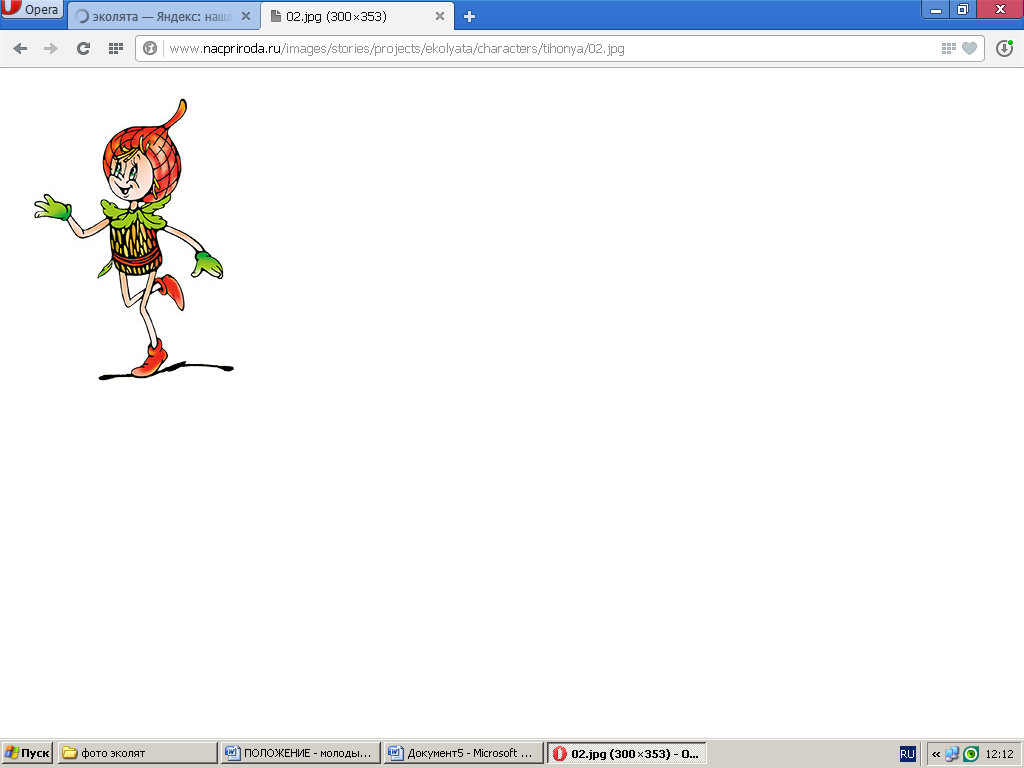 Opera
эколята — Яндекс: нашл
02.jpg (300×353)
www.nacpriroda.ru/images/stories/projects/ekolyata/characters/tihonya/02.jpg
Пуск
фото эколят
ПОЛОЖЕНИЕ - молоды...
Документ5 - Microsoft ...
02.jpg (300×353) - O...
RU
«
12:12